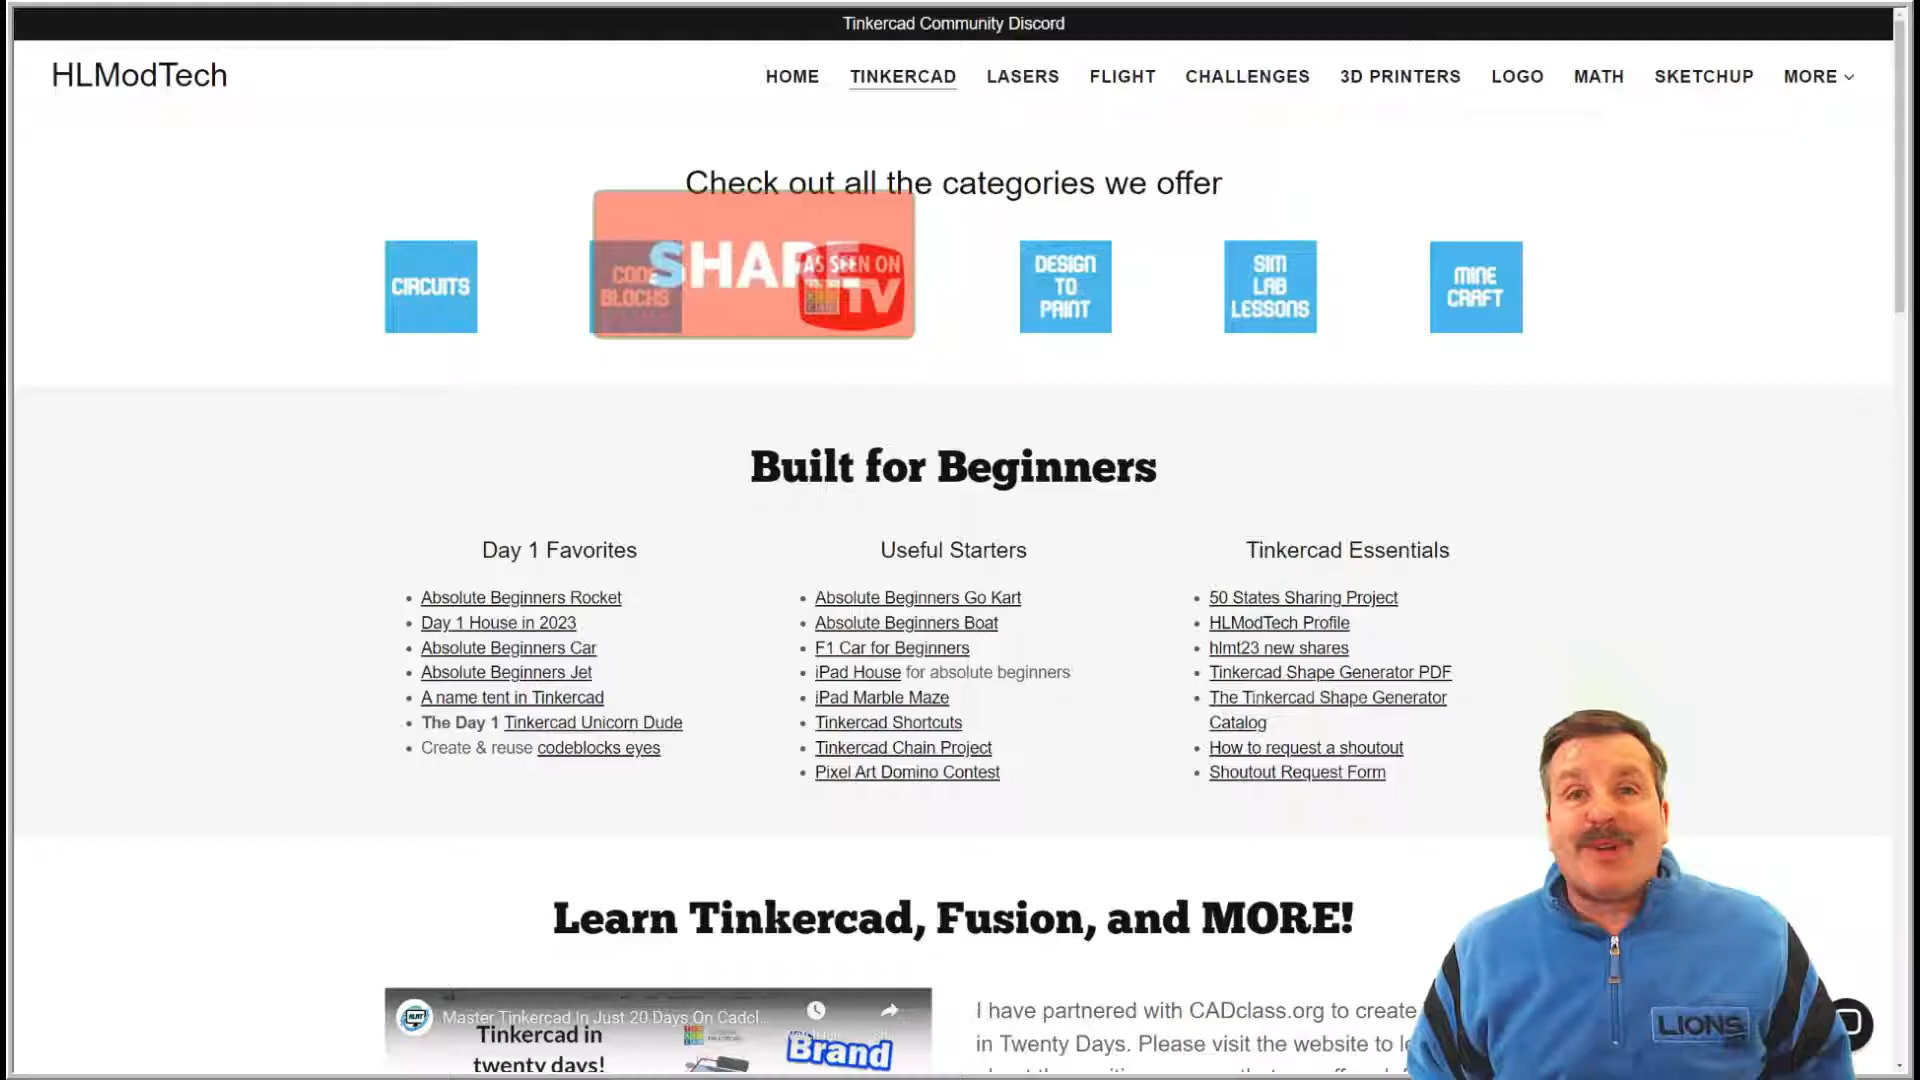 Tinkercad Community Discord
HLModTech
HOME TINKERCAD LASERS FLIGHT CHALLENGES 3D PRINTERS LOGO MATH SKETCHUP MORE
Check out all the categories we offer
CIRCUITS
CODE
BLOCKS
SHARE
AS SEEN ON
TV
DESIGN
TO
PRINT
SIM
LAB
LESSONS
MINE
CRAFT
Built for Beginners
Day 1 Favorites
Absolute Beginners Rocket
Day 1 House in 2023
Absolute Beginners Car
Absolute Beginners Jet
A name tent in Tinkercad
The Day 1 Tinkercad Unicorn Dude
Create & reuse codeblocks eyes
Useful Starters
Absolute Beginners Go Kart
Absolute Beginners Boat
F1 Car for Beginners
iPad House for absolute beginners
iPad Marble Maze
Tinkercad Shortcuts
Tinkercad Chain Project
Pixel Art Domino Contest
Tinkercad Essentials
50 States Sharing Project
HLModTech Profile
hlmt23 new shares
Tinkercad Shape Generator PDF
The Tinkercad Shape Generator
Catalog
How to request a shoutout
Shoutout Request Form
Learn Tinkercad, Fusion, and MORE!
Master Tinkercad In Just 20 Days On Cadcl...
Tinkercad in
twenty days!
Brand
I have partnered with CADclass.org to create
in Twenty Days. Please visit the website to
LIONS